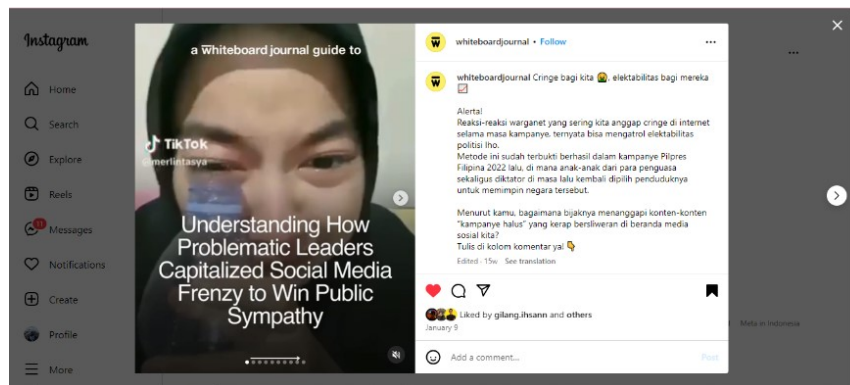 Instagram
Home
Search
Explore
Reels
11
Messages
Notifications
Create
Profile
More
a whiteboard journal guide to
TikTok
@merlintasya
Understanding How
Problematic Leaders
Capitalized Social Media
Frenzy to Win Public
Sympathy
w
whiteboardjournal • Follow
w
whiteboardjournal Cringe bagi kita 🤮, elektabilitas bagi mereka
📈
Alerta!
Reaksi-reaksi warganet yang sering kita anggap cringe di internet
selama masa kampanye, ternyata bisa mengatrol elektabilitas
politisi lho.
Metode ini sudah terbukti berhasil dalam kampanye Pilpres
Filipina 2022 lalu, di mana anak-anak dari para penguasa
sekaligus diktator di masa lalu kembali dipilih penduduknya
untuk memimpin negara tersebut.
Menurut kamu, bagaimana bijaknya menanggapi konten-konten
"kampanye halus" yang kerap bersliweran di beranda media
sosial kita?
Tulis di kolom komentar ya! 👇
Edited · 15w See translation
Liked by gilang.ihsann and others
January 9
Add a comment...
Post
Meta in Indonesia